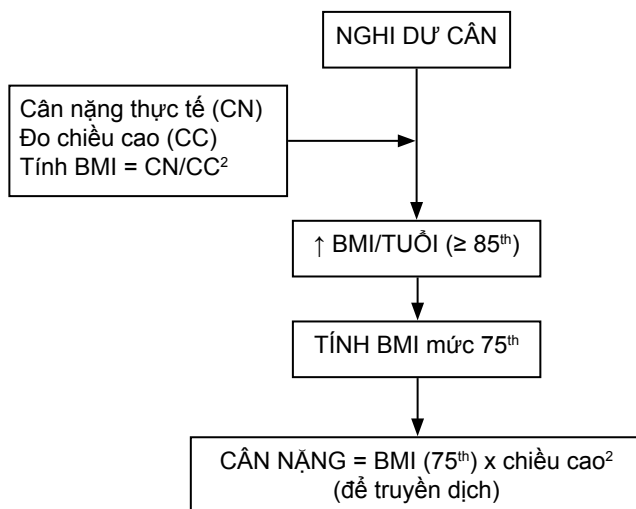 NGHI DƯ CÂN
Cân nặng thực tế (CN)
Đo chiều cao (CC)
Tính BMI = CN/CC²
↑ BMI/TUỔI (≥ 85ᵗʰ)
TÍNH BMI mức 75ᵗʰ
CÂN NẶNG = BMI (75ᵗʰ) x chiều cao²
(để truyền dịch)